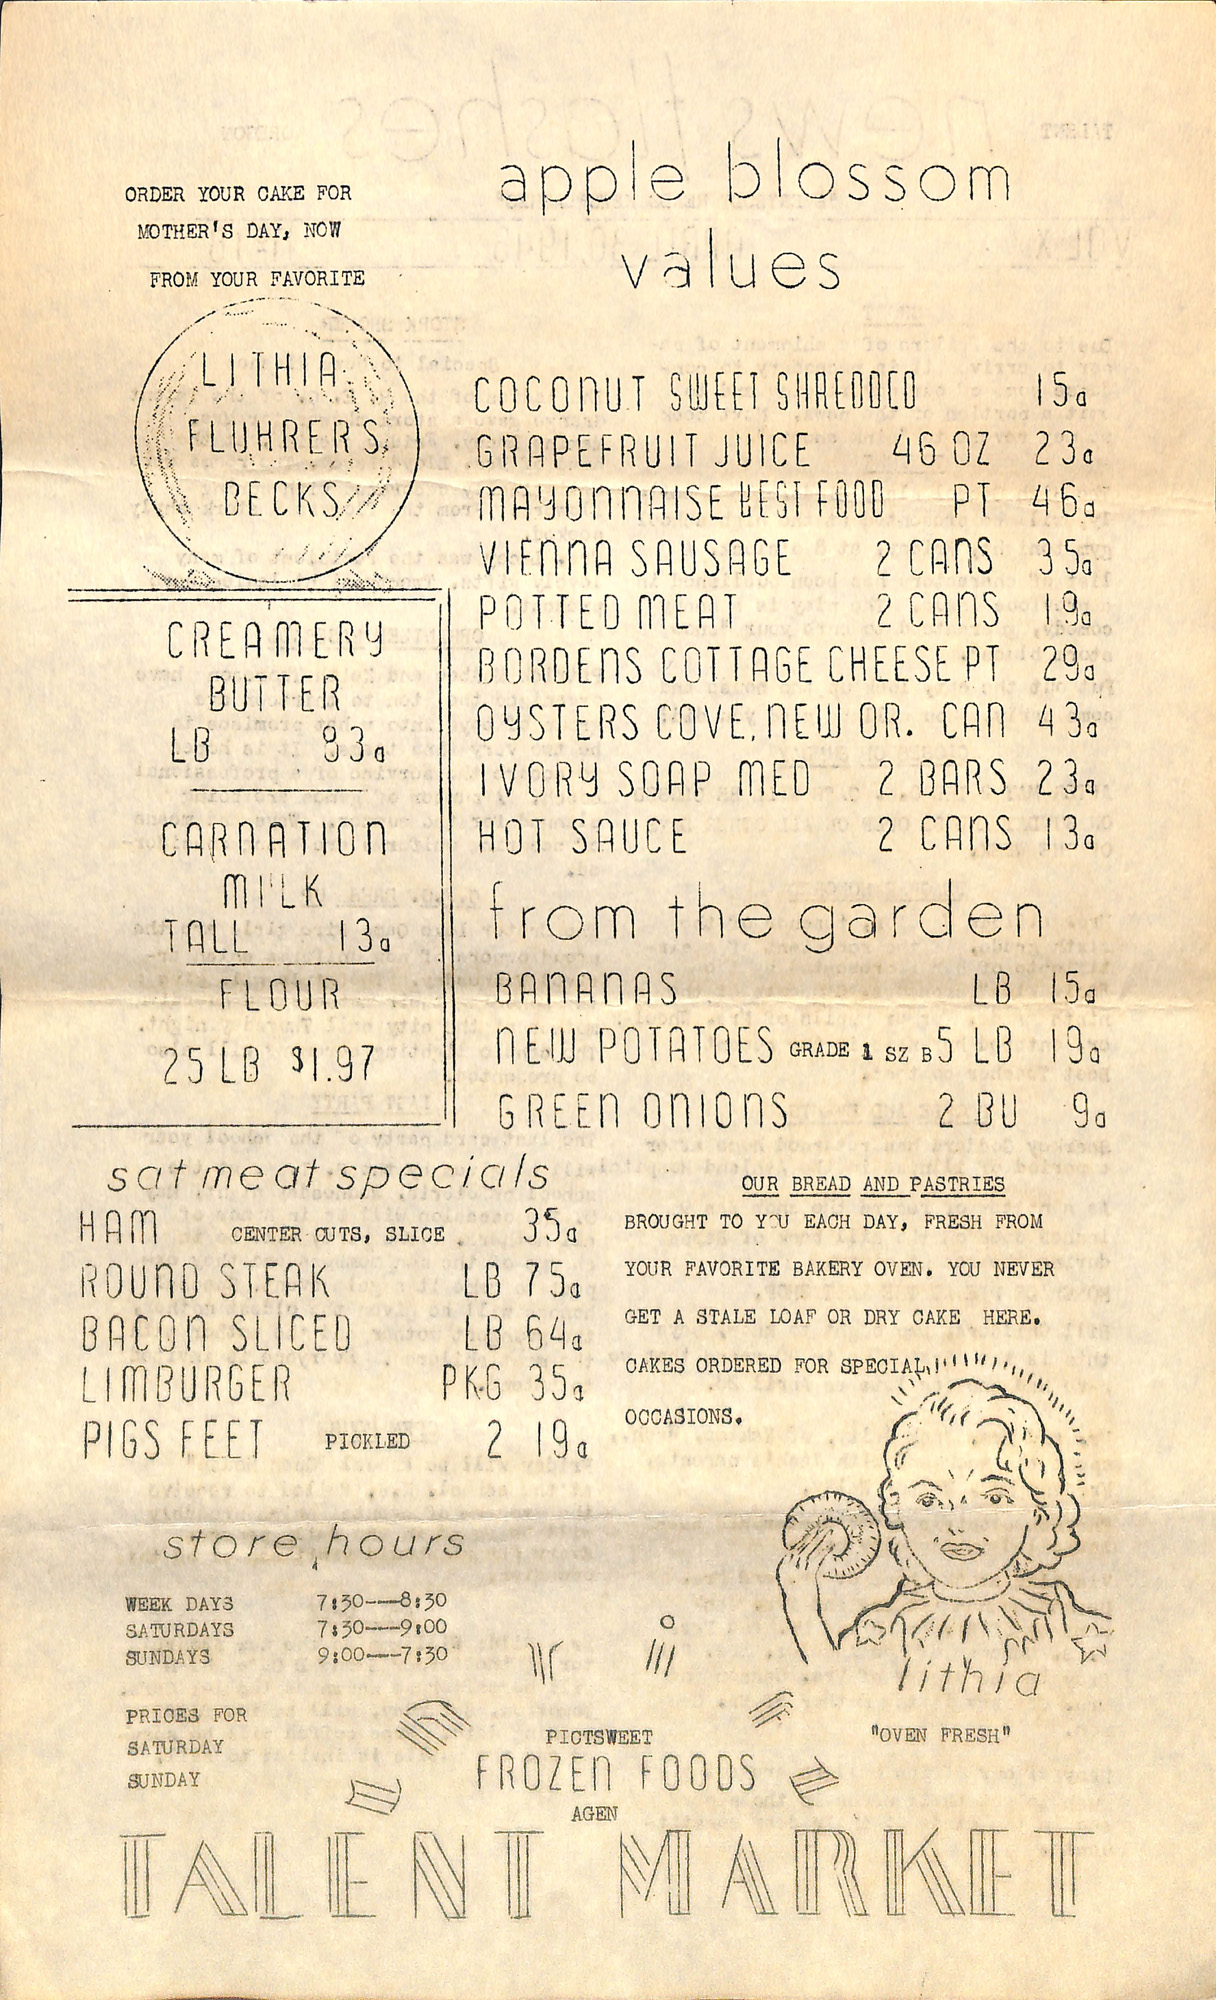 ORDER YOUR CAKE FOR
MOTHER'S DAY, NOW
FROM YOUR FAVORITE
LITHIA
FLUHRERS
BECKS
apple blossom
values
COCONUT SWEET SHREDDED 15¢
GRAPEFRUIT JUICE 46 OZ 23¢
MAYONNAISE BEST FOOD PT 46¢
VIENNA SAUSAGE 2 CANS 35¢
POTTED MEAT 2 CANS 19¢
BORDENS COTTAGE CHEESE PT 29¢
OYSTERS COVE, NEW OR. CAN 43¢
IVORY SOAP MED 2 BARS 23¢
HOT SAUCE 2 CANS 13¢
CREAMERY
BUTTER
LB 83¢
CARNATION
MILK
TALL 13¢
FLOUR
25 LB $1.97
from the garden
BANANAS LB 15¢
NEW POTATOES GRADE 1 SZ B 5 LB 19¢
GREEN ONIONS 2 BU 9¢
sat meat specials
HAM CENTER CUTS, SLICE 35¢
ROUND STEAK LB 75¢
BACON SLICED LB 64¢
LIMBURGER PKG 35¢
PIGS FEET PICKLED 2 19¢
OUR BREAD AND PASTRIES
BROUGHT TO YOU EACH DAY, FRESH FROM
YOUR FAVORITE BAKERY OVEN. YOU NEVER
GET A STALE LOAF OR DRY CAKE HERE.
CAKES ORDERED FOR SPECIAL
OCCASIONS.
store hours
WEEK DAYS 7:30--8:30
SATURDAYS 7:30--9:00
SUNDAYS 9:00--7:30
PRICES FOR
SATURDAY
SUNDAY
lithia
"OVEN FRESH"
PICTSWEET
FROZEN FOODS
AGEN
TALENT MARKET